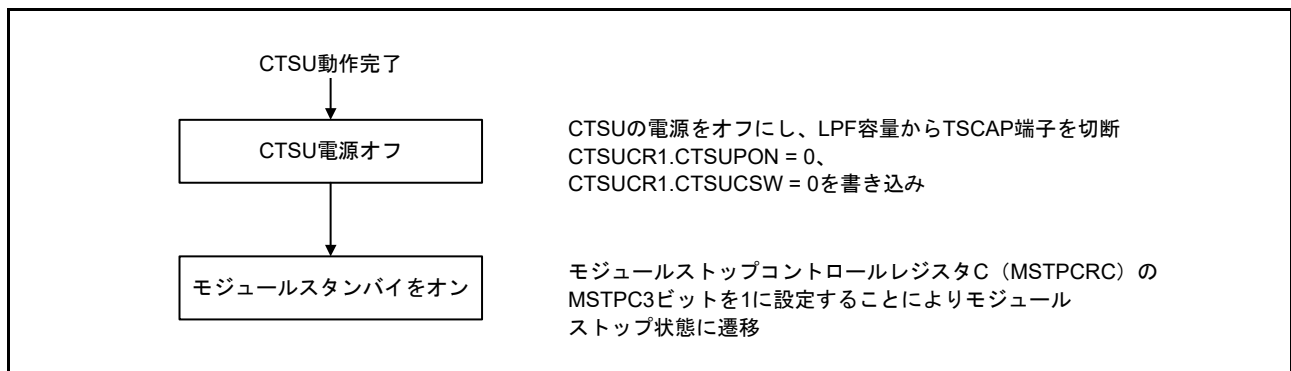 CTSU動作完了
CTSU電源オフ
CTSUの電源をオフにし、LPF容量からTSCAP端子を切断
CTSUCR1.CTSUPON = 0、
CTSUCR1.CTSUCSW = 0を書き込み
モジュールスタンバイをオン
モジュールストップコントロールレジスタC（MSTPCRC）の
MSTPC3ビットを1に設定することによりモジュール
ストップ状態に遷移